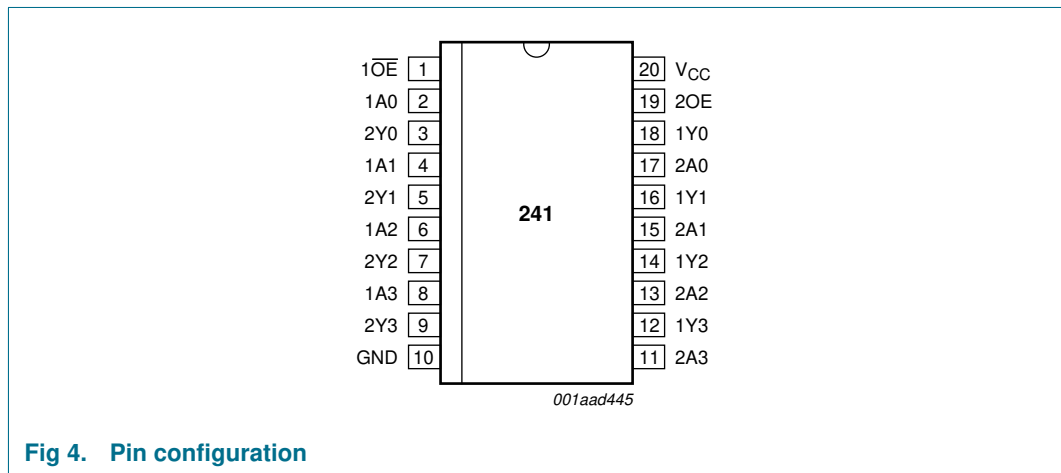 1O̅E̅ 1 20 VCC
1A0 2 19 2OE
2Y0 3 18 1Y0
1A1 4 17 2A0
2Y1 5 16 1Y1
241
1A2 6 15 2A1
2Y2 7 14 1Y2
1A3 8 13 2A2
2Y3 9 12 1Y3
GND 10 11 2A3
001aad445
Fig 4. Pin configuration